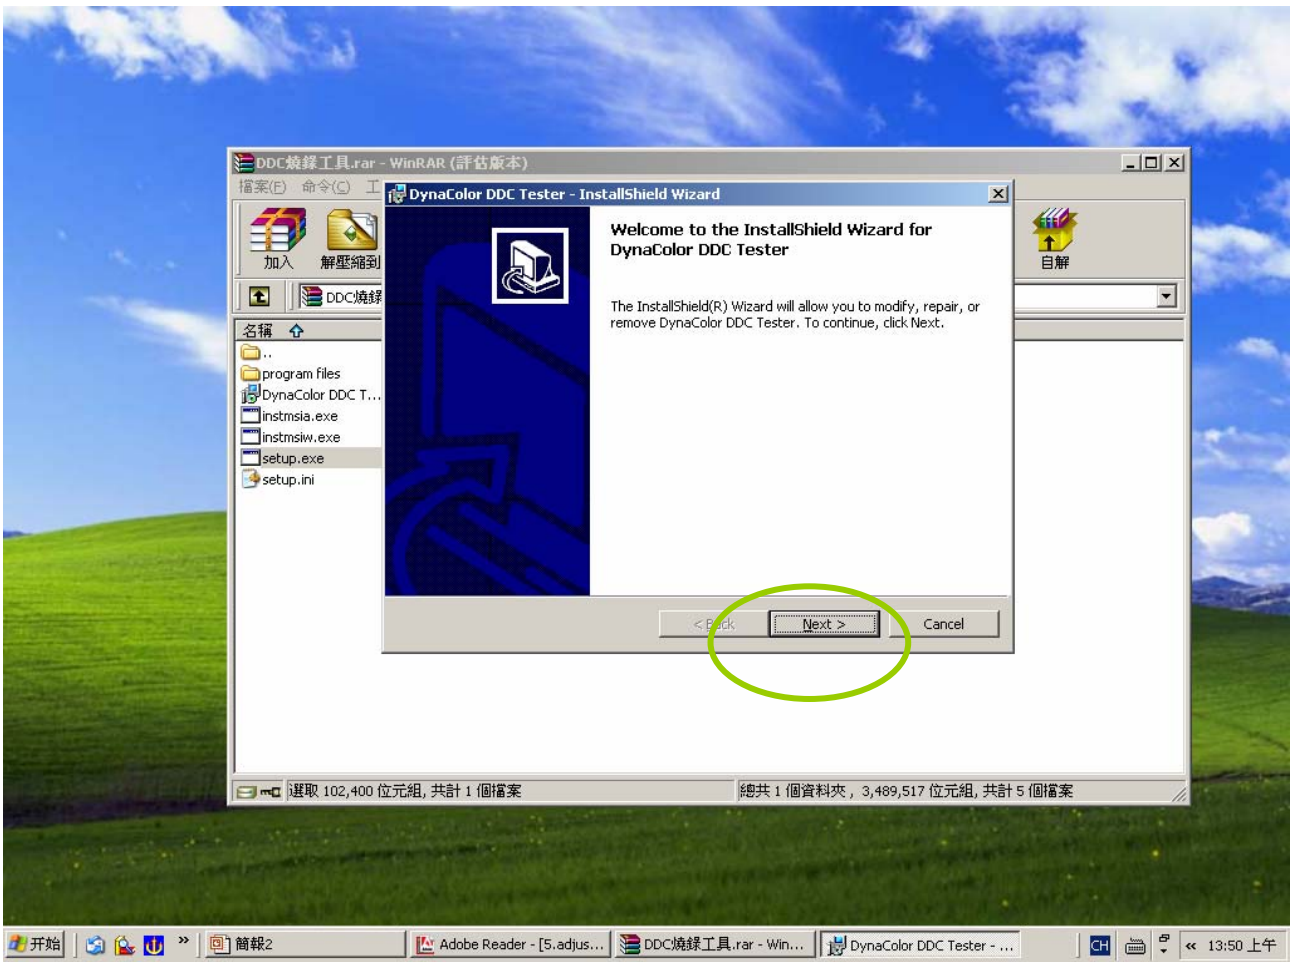 DDC燒錄工具.rar - WinRAR (評估版本)
檔案(F) 命令(C) 工
DynaColor DDC Tester - InstallShield Wizard
加入
解壓縮到
自解
DDC燒錄
名稱
..
program files
DynaColor DDC T...
instmsia.exe
instmsiw.exe
setup.exe
setup.ini
Welcome to the InstallShield Wizard for
DynaColor DDC Tester
The InstallShield(R) Wizard will allow you to modify, repair, or
remove DynaColor DDC Tester. To continue, click Next.
< Back
Next >
Cancel
選取 102,400 位元組, 共計 1 個檔案
總共 1 個資料夾 , 3,489,517 位元組, 共計 5 個檔案
开始
»
簡報2
Adobe Reader - [5.adjus...
DDC燒錄工具.rar - Win...
DynaColor DDC Tester - ...
CH
«
13:50 上午